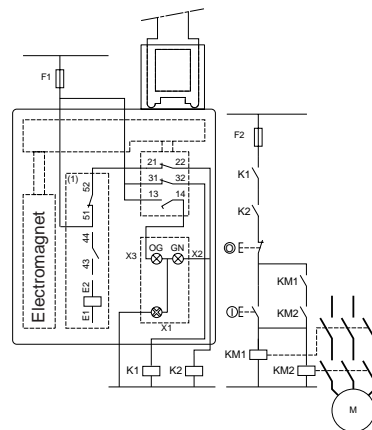 F1
F2
(1)
21 22
31 32
13 14
52
51
44
43
E2
E1
Electromagnet
OG GN
X3
X2
X1
K1
K2
K1 K2
KM1
KM2
KM1
KM2
M